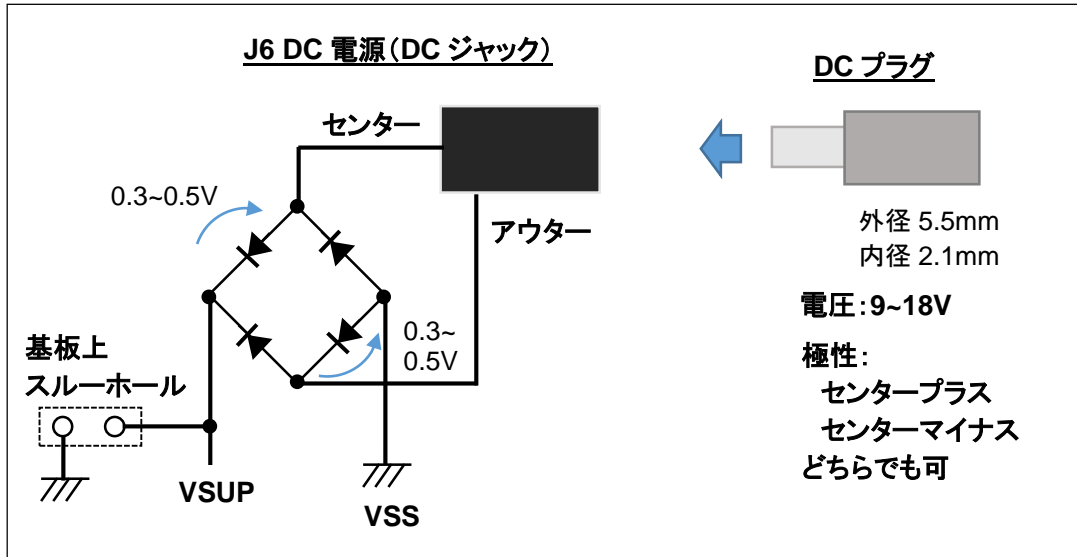 J6 DC 電源（DC ジャック）
センター
0.3~0.5V
アウター
0.3~
0.5V
基板上
スルーホール
VSUP
VSS
DC プラグ
外径 5.5mm
内径 2.1mm
電圧：9~18V
極性：
センタープラス
センターマイナス
どちらでも可